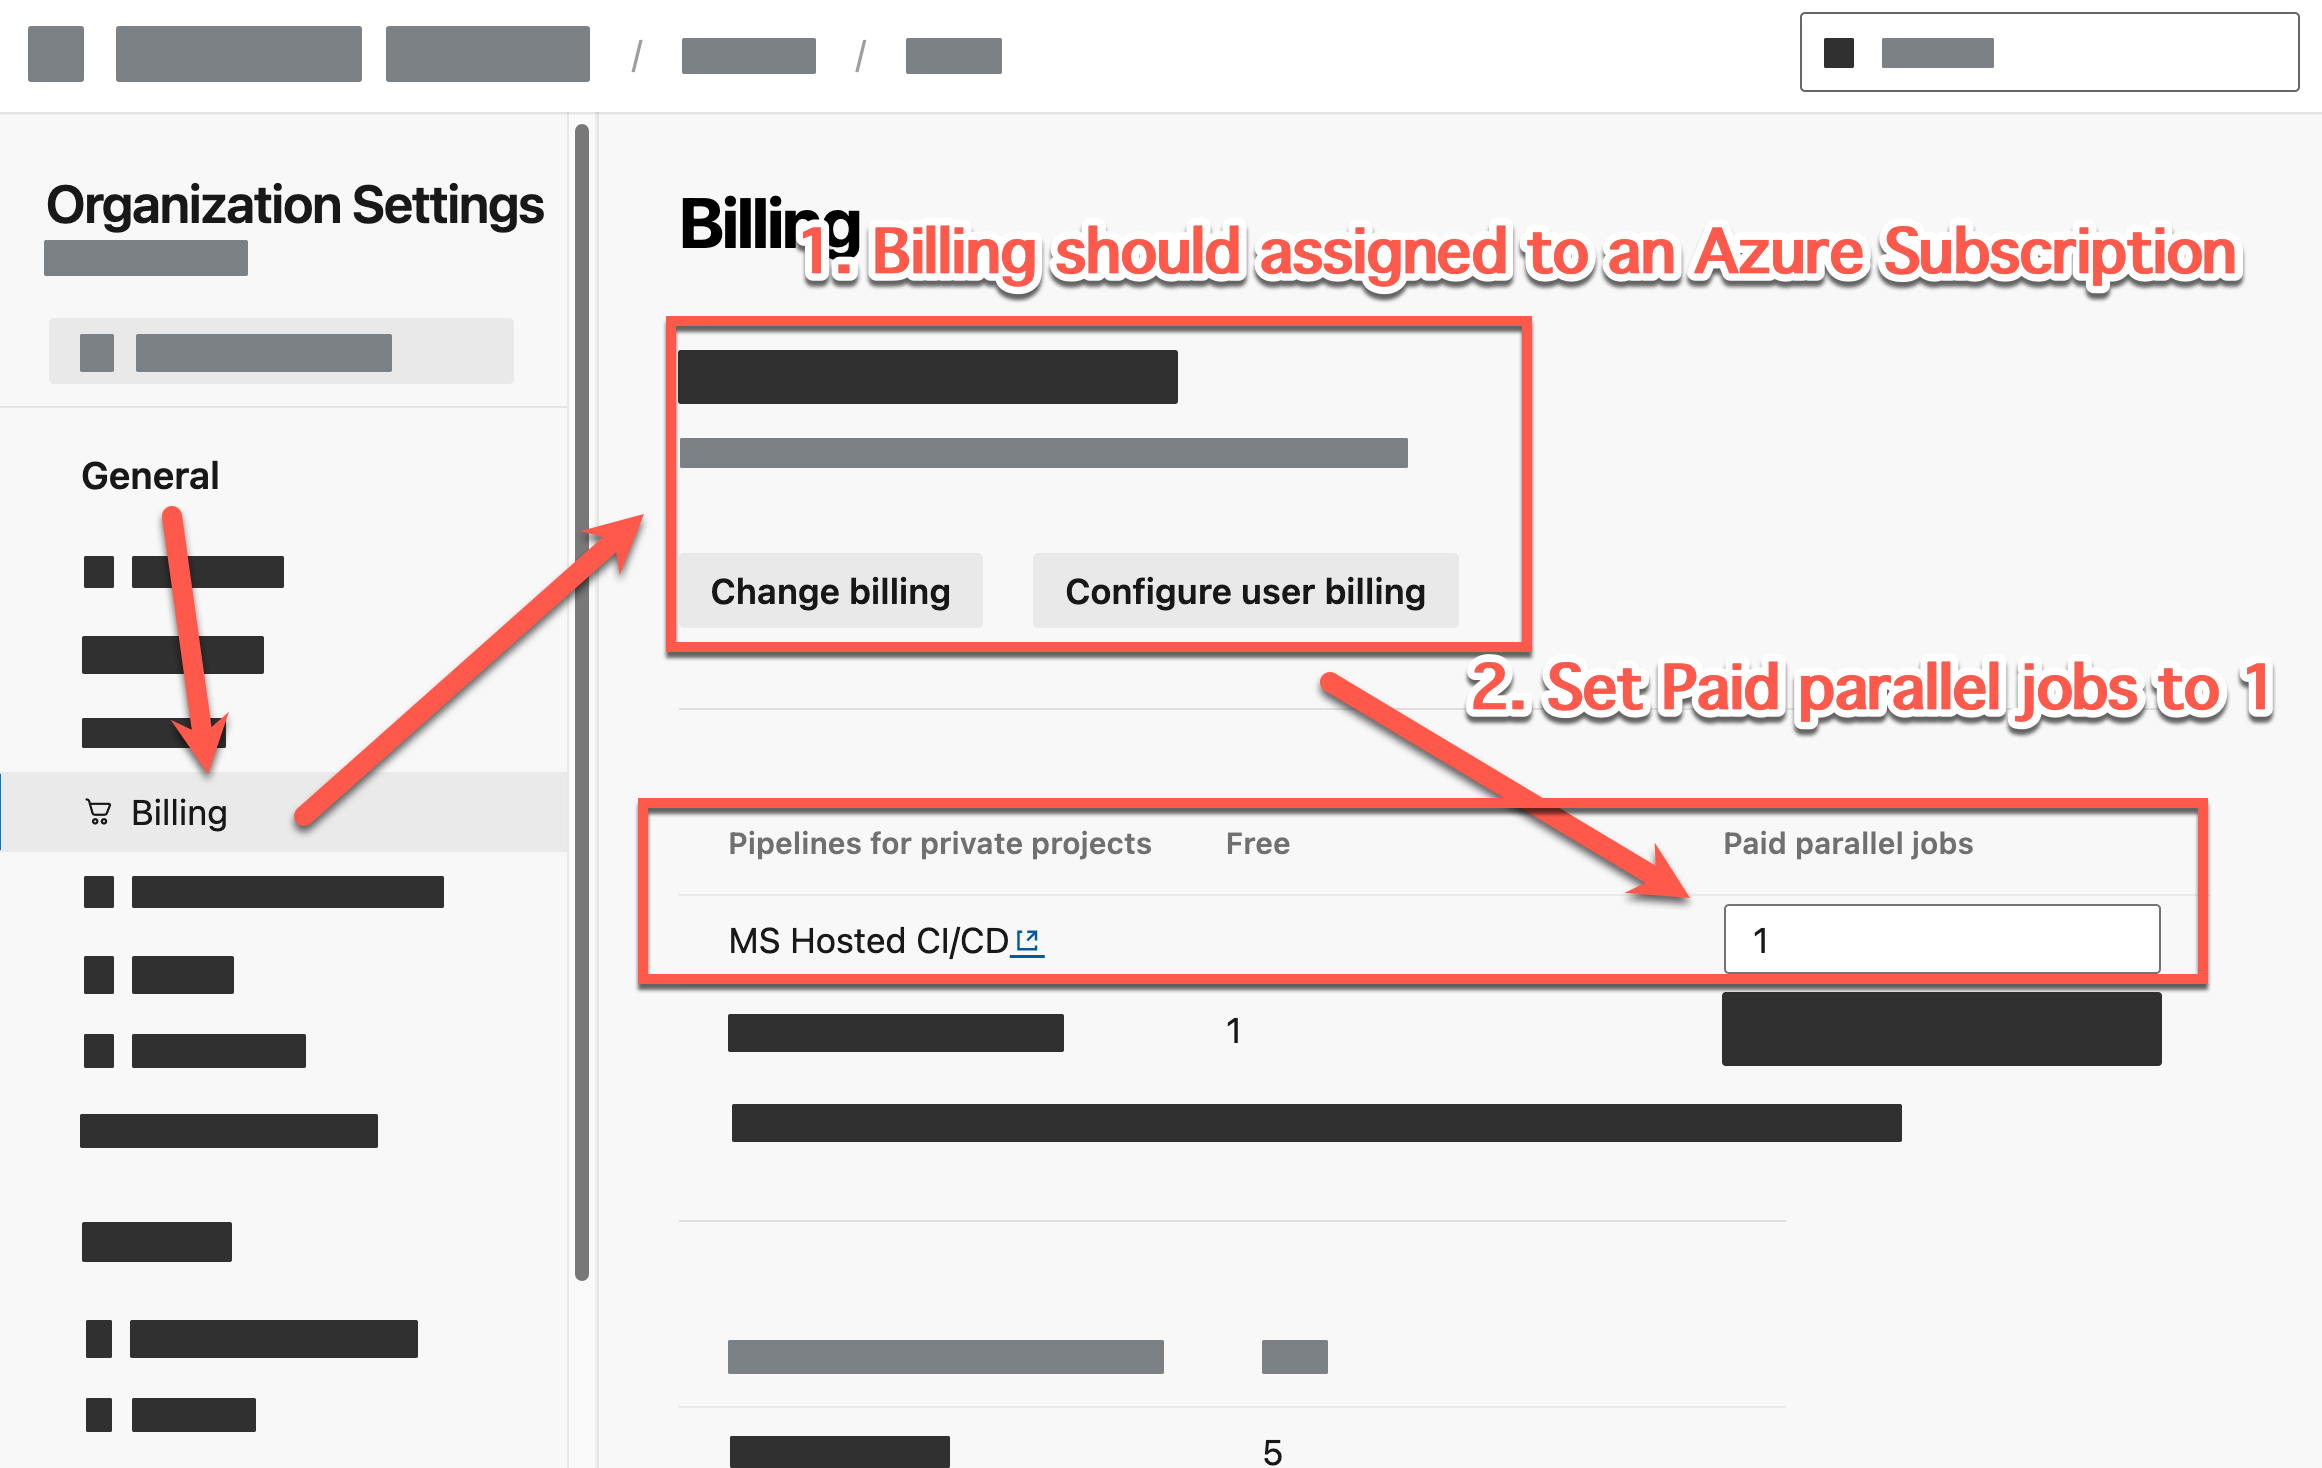 / /
Organization Settings
General
Billing
Billing
1. Billing should assigned to an Azure Subscription
Change billing
Configure user billing
2. Set Paid parallel jobs to 1
Pipelines for private projects Free Paid parallel jobs
MS Hosted CI/CD 1
1
5